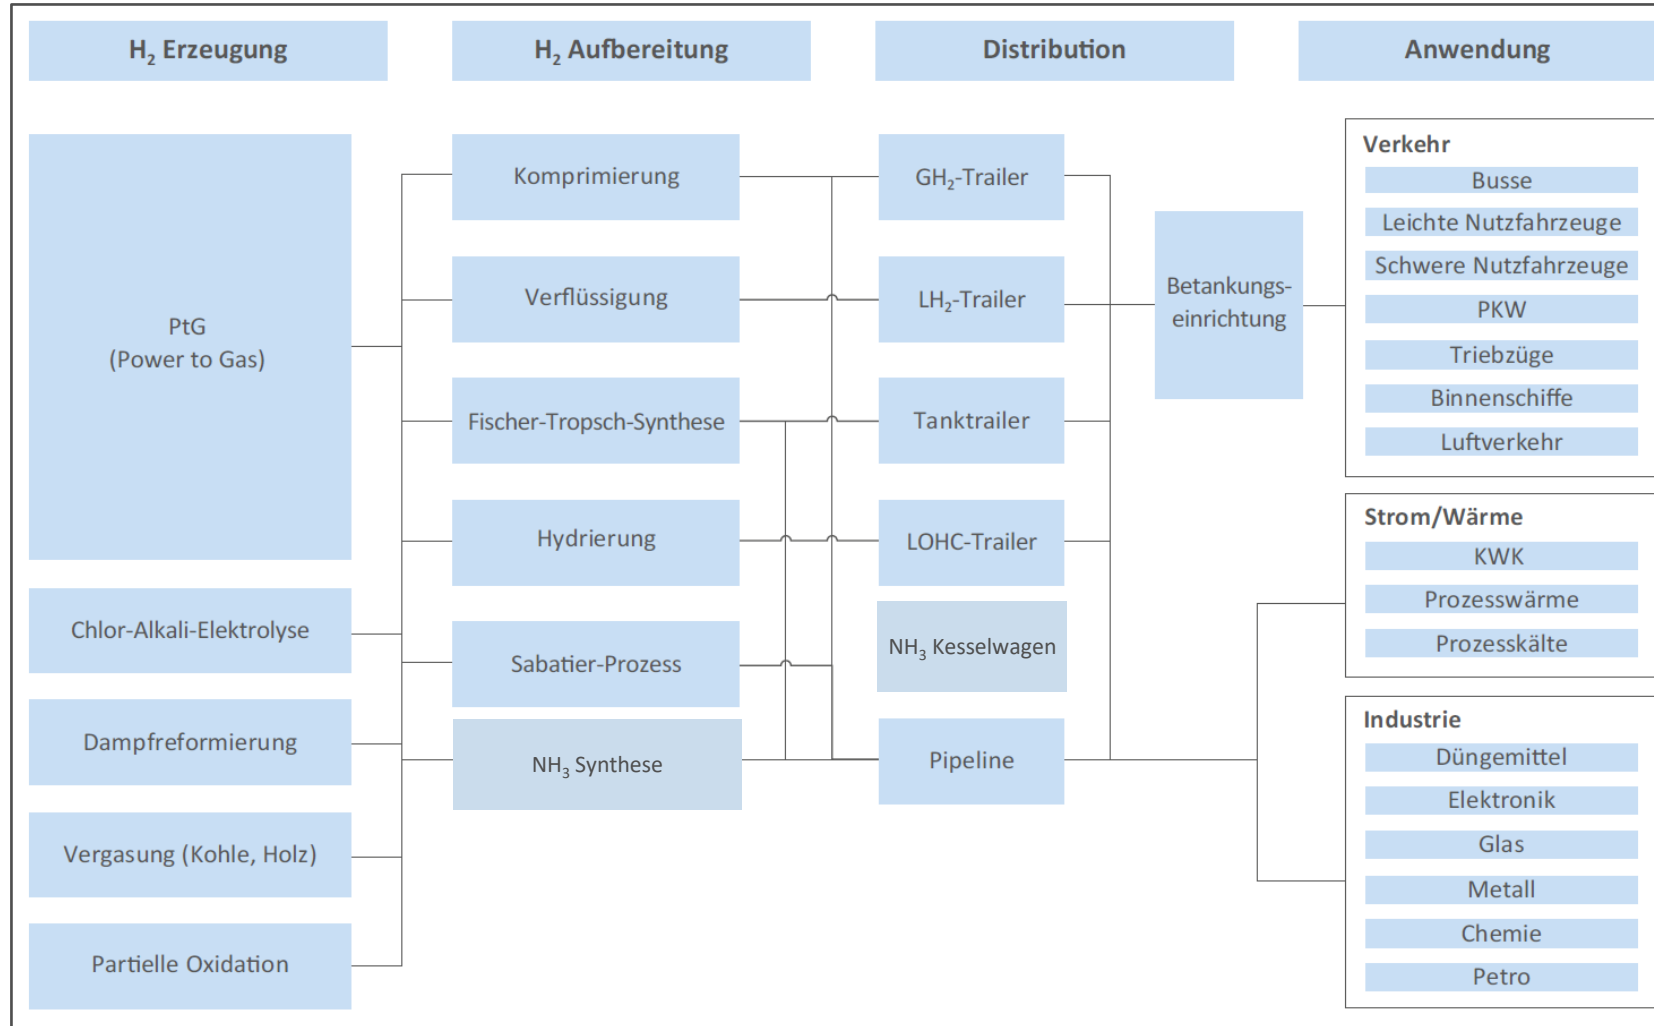 H₂ Erzeugung
H₂ Aufbereitung
Distribution
Anwendung
PtG
(Power to Gas)
Chlor-Alkali-Elektrolyse
Dampfreformierung
Vergasung (Kohle, Holz)
Partielle Oxidation
Komprimierung
Verflüssigung
Fischer-Tropsch-Synthese
Hydrierung
Sabatier-Prozess
NH₃ Synthese
GH₂-Trailer
LH₂-Trailer
Tanktrailer
LOHC-Trailer
NH₃ Kesselwagen
Pipeline
Betankungs-
einrichtung
Verkehr
Busse
Leichte Nutzfahrzeuge
Schwere Nutzfahrzeuge
PKW
Triebzüge
Binnenschiffe
Luftverkehr
Strom/Wärme
KWK
Prozesswärme
Prozesskälte
Industrie
Düngemittel
Elektronik
Glas
Metall
Chemie
Petro